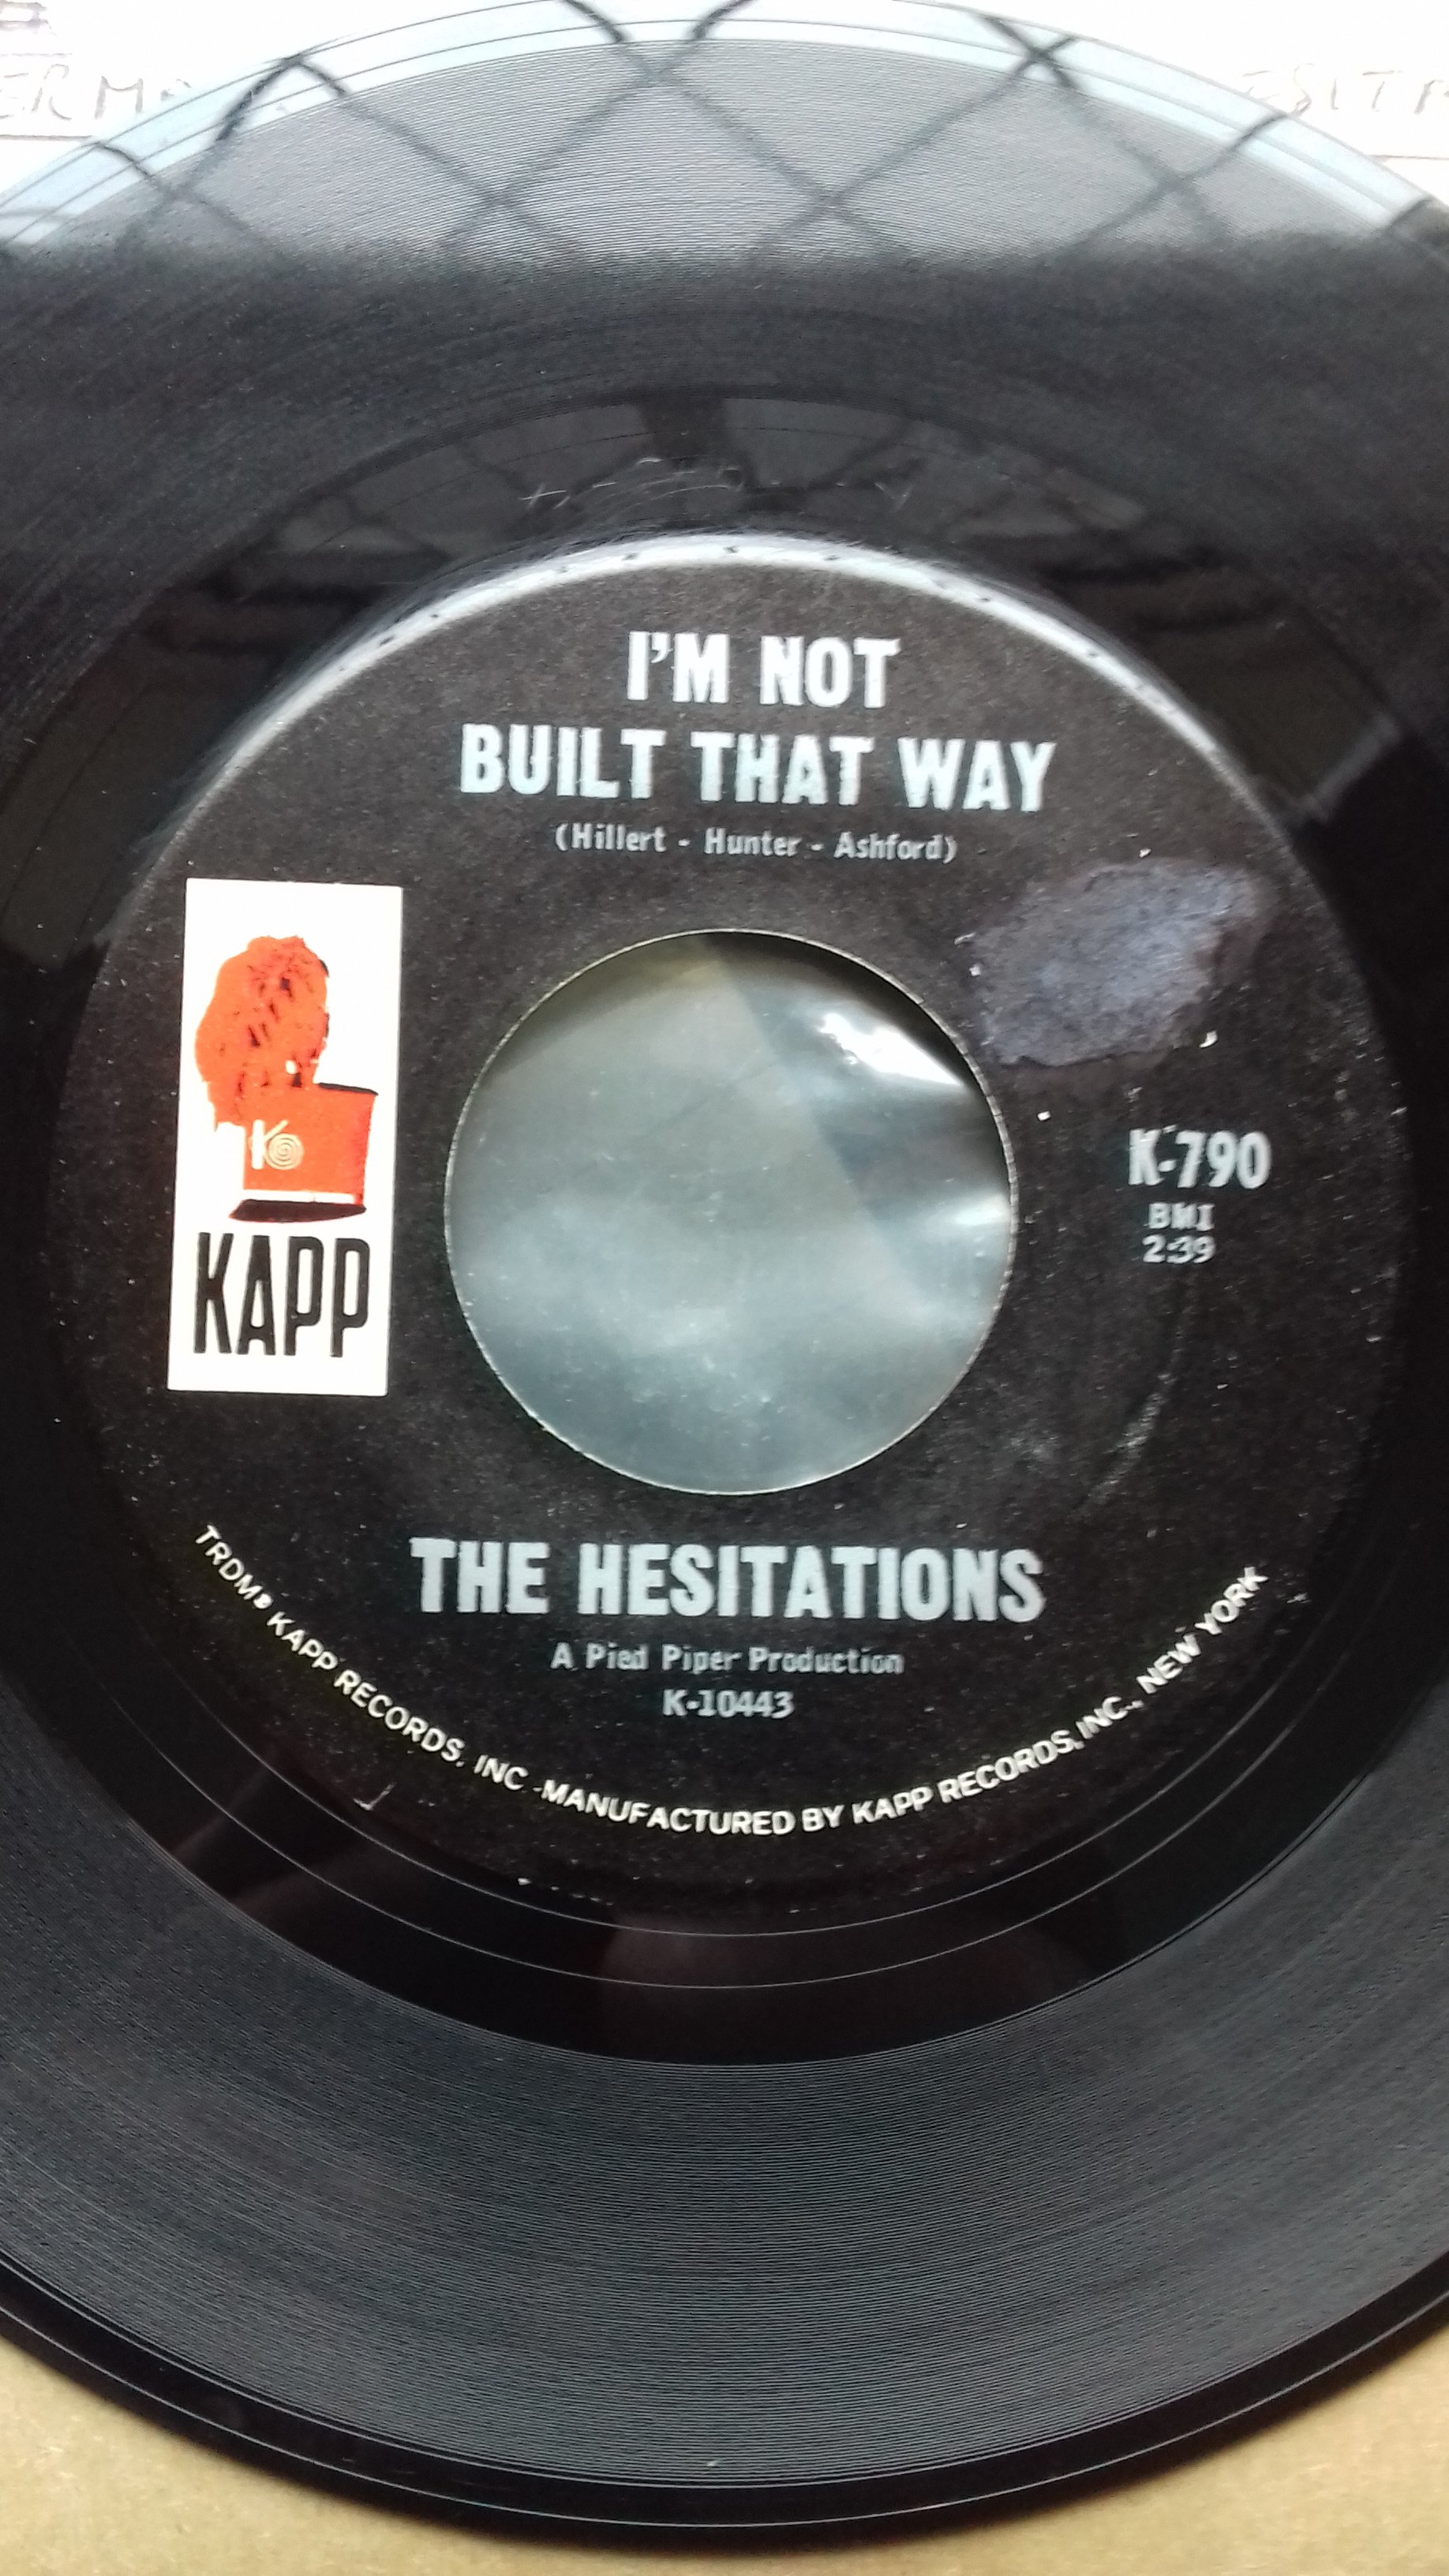 I'M NOT
BUILT THAT WAY
(Hillert - Hunter - Ashford)
K
KAPP
K-790
BMI
2:39
THE HESITATIONS
A Pied Piper Production
K-10443
TRDM® KAPP RECORDS, INC.-MANUFACTURED BY KAPP RECORDS, INC., NEW YORK